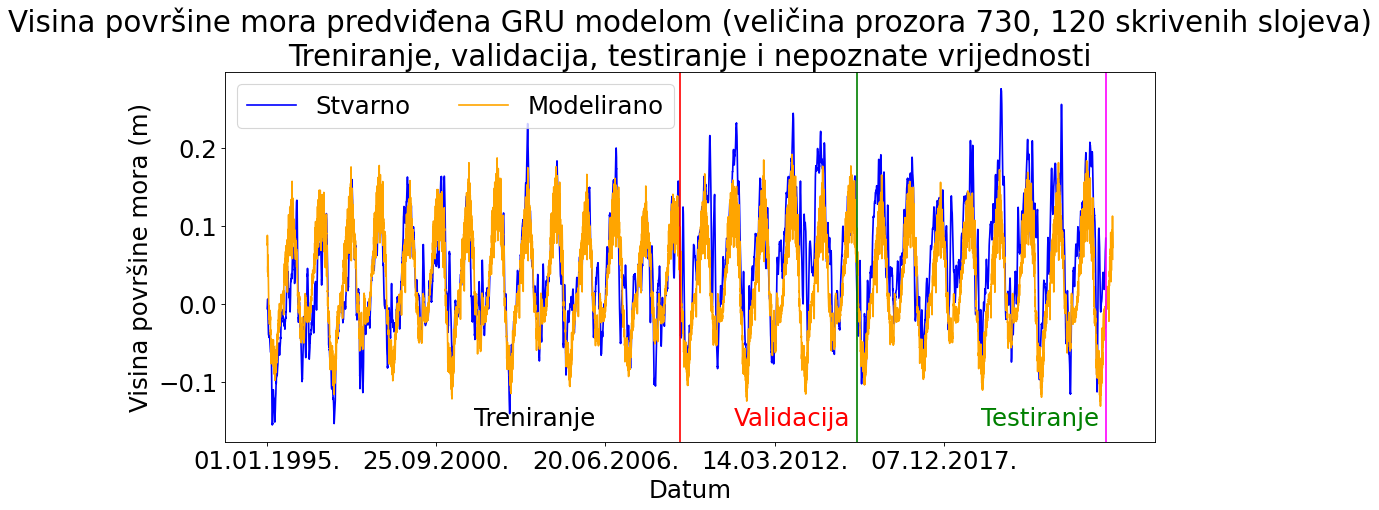 Visina površine mora predviđena GRU modelom (veličina prozora 730, 120 skrivenih slojeva)
Treniranje, validacija, testiranje i nepoznate vrijednosti
Stvarno
Modelirano
Visina površine mora (m)
0.2
0.1
0.0
−0.1
Treniranje
Validacija
Testiranje
01.01.1995.
25.09.2000.
20.06.2006.
14.03.2012.
07.12.2017.
Datum